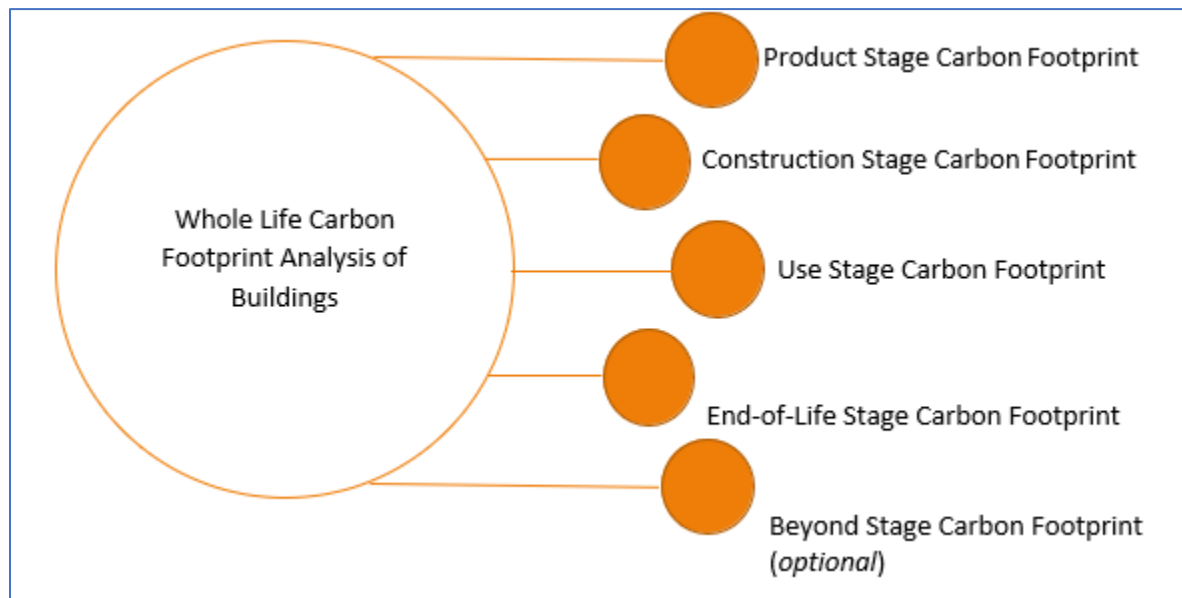 Whole Life Carbon
Footprint Analysis of
Buildings
Product Stage Carbon Footprint
Construction Stage Carbon Footprint
Use Stage Carbon Footprint
End-of-Life Stage Carbon Footprint
Beyond Stage Carbon Footprint
(optional)